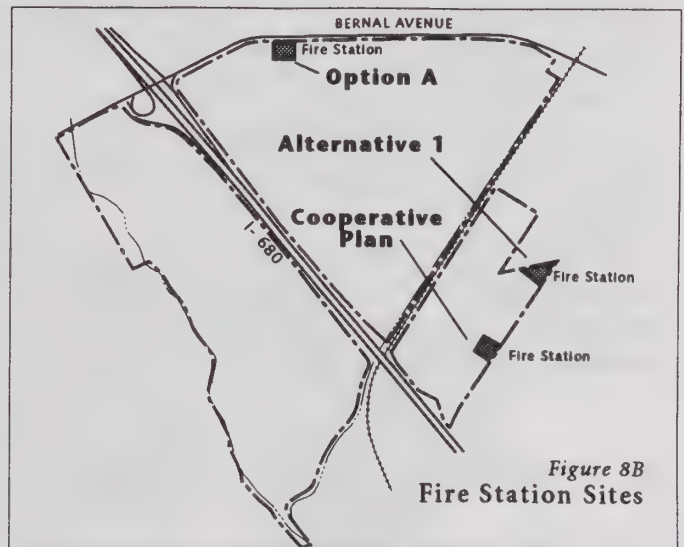 BERNAL AVENUE
Fire Station
Option A
Alternative 1
Cooperative
Plan
I-680
Fire Station
Fire Station
Figure 8B
Fire Station Sites